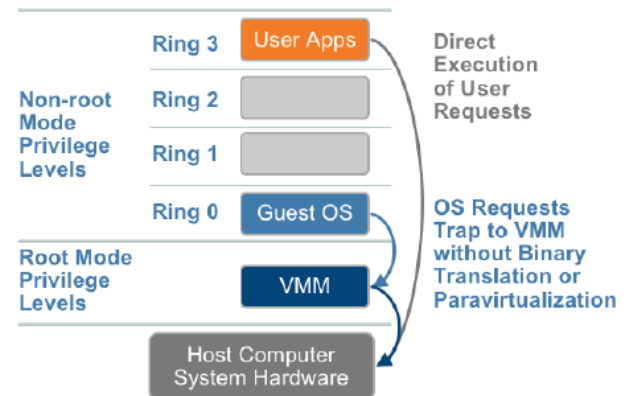 Ring 3
User Apps
Direct
Execution
of User
Requests
Non-root
Mode
Privilege
Levels
Ring 2
Ring 1
Ring 0
Guest OS
OS Requests
Trap to VMM
without Binary
Translation or
Paravirtualization
Root Mode
Privilege
Levels
VMM
Host Computer
System Hardware